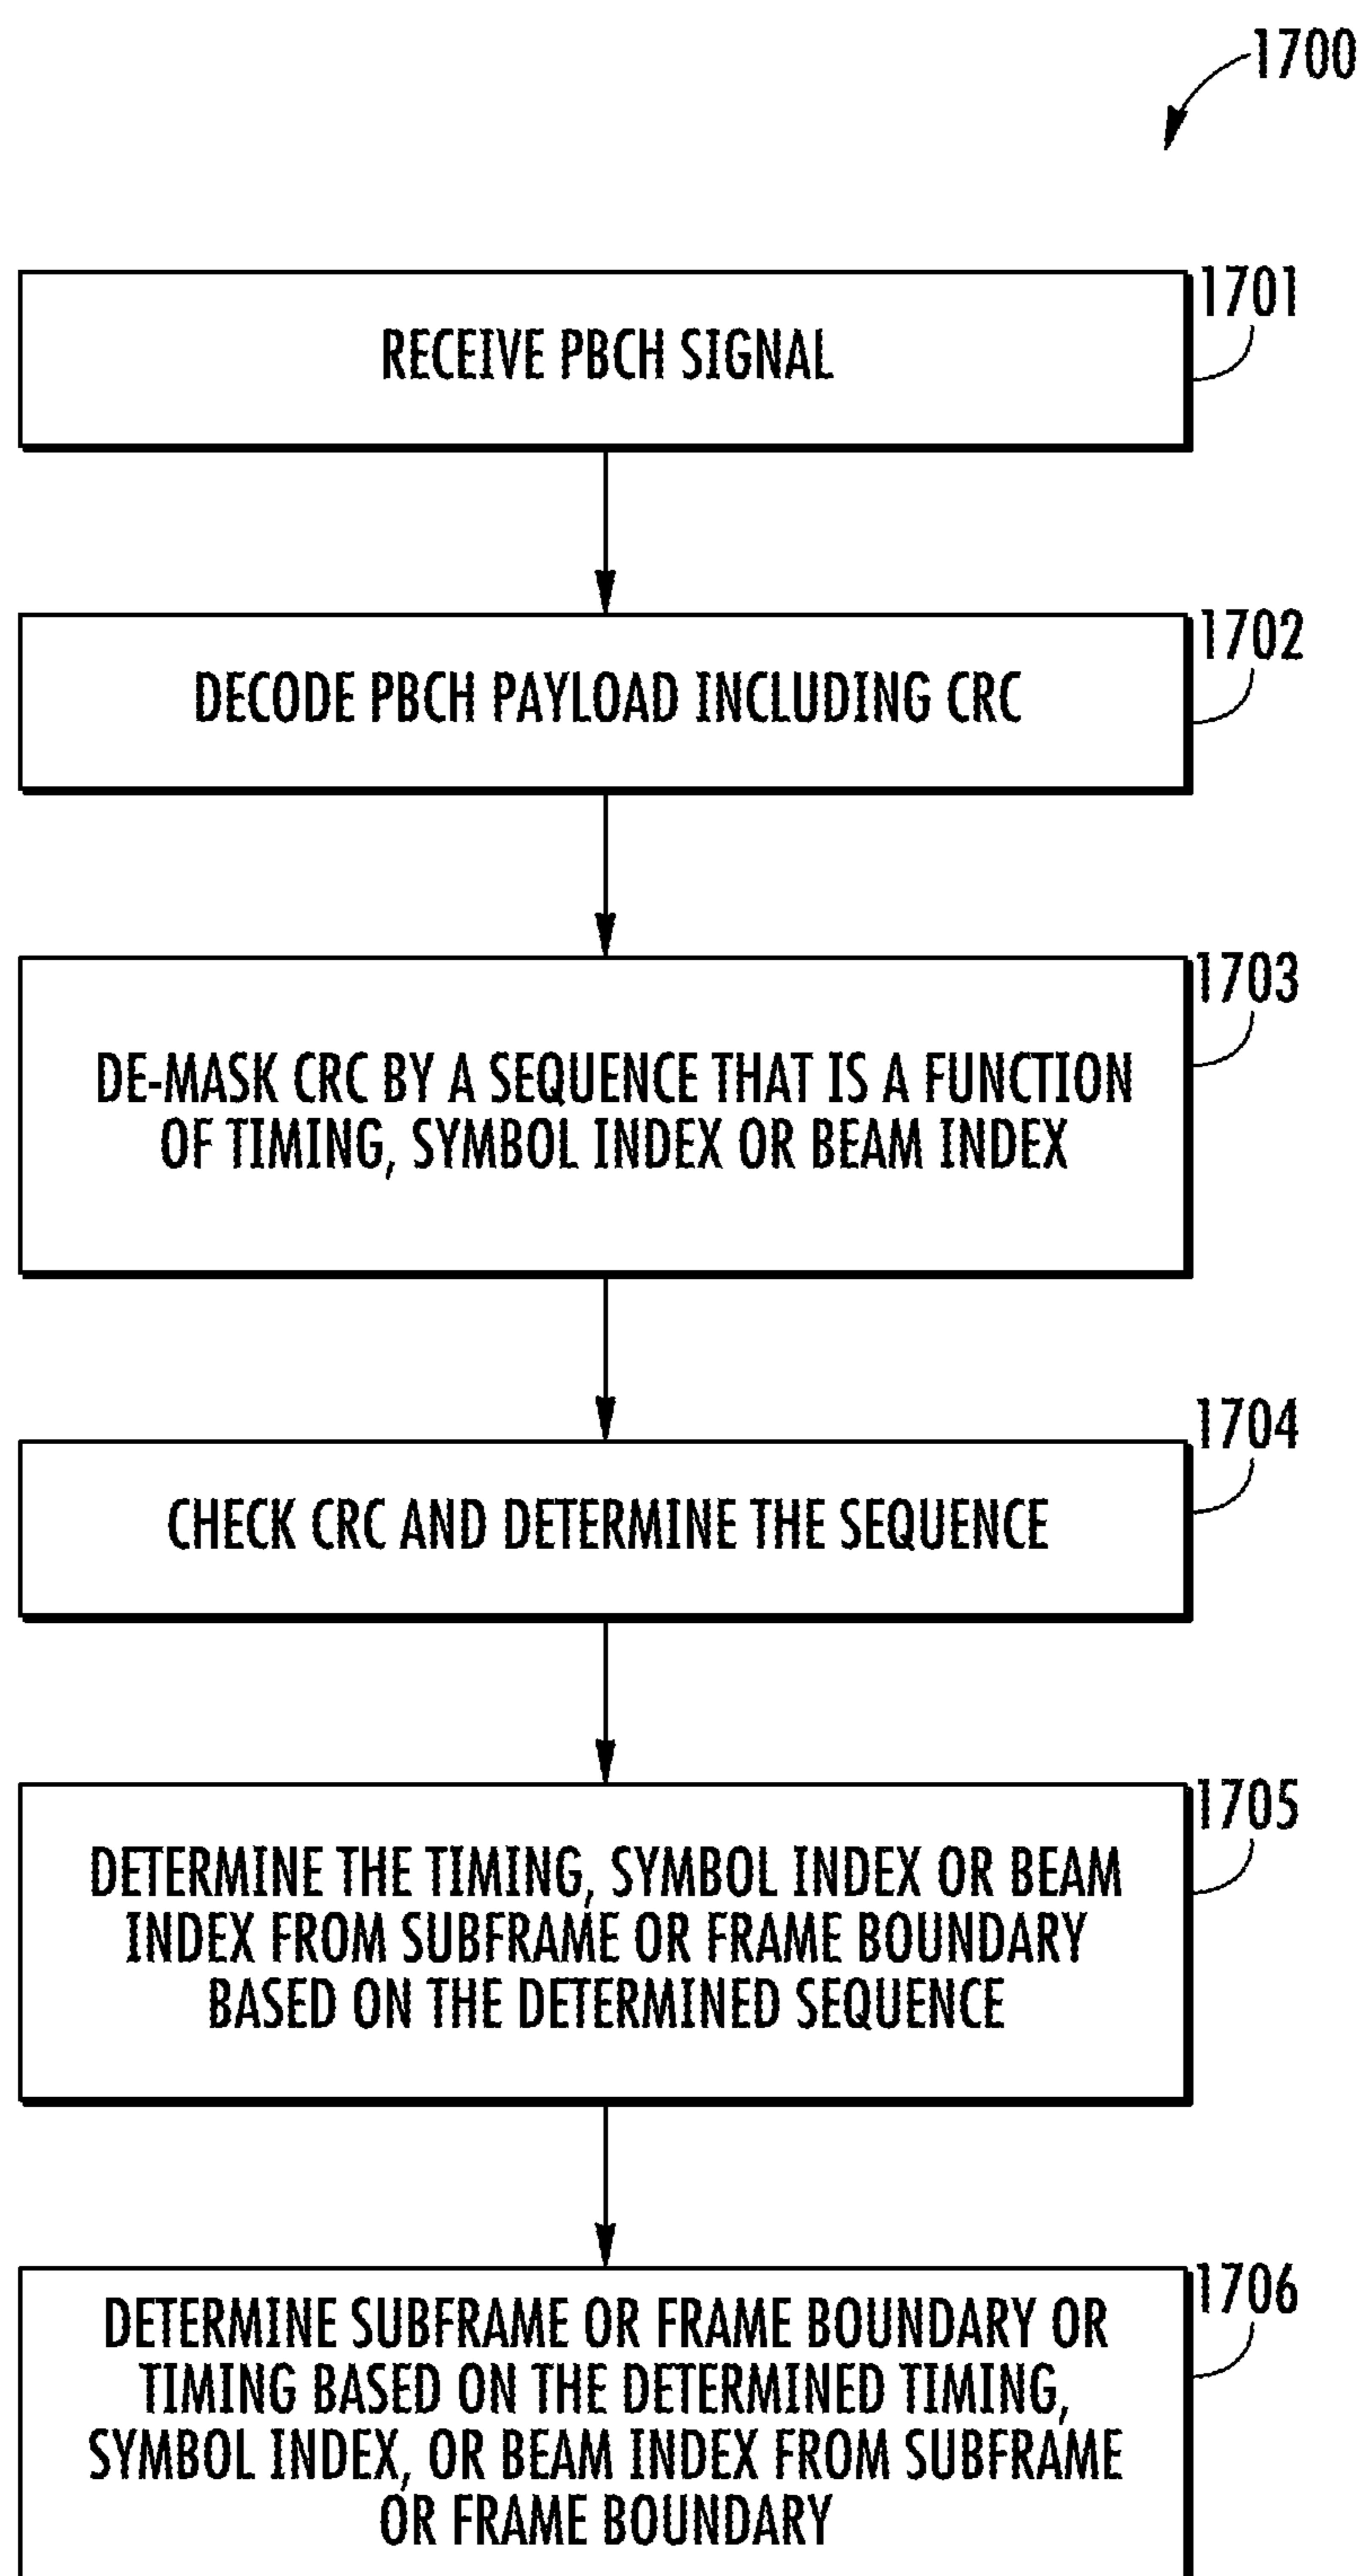 1700
1701
RECEIVE PBCH SIGNAL
1702
DECODE PBCH PAYLOAD INCLUDING CRC
1703
DE-MASK CRC BY A SEQUENCE THAT IS A FUNCTION
OF TIMING, SYMBOL INDEX OR BEAM INDEX
1704
CHECK CRC AND DETERMINE THE SEQUENCE
1705
DETERMINE THE TIMING, SYMBOL INDEX OR BEAM
INDEX FROM SUBFRAME OR FRAME BOUNDARY
BASED ON THE DETERMINED SEQUENCE
1706
DETERMINE SUBFRAME OR FRAME BOUNDARY OR
TIMING BASED ON THE DETERMINED TIMING,
SYMBOL INDEX, OR BEAM INDEX FROM SUBFRAME
OR FRAME BOUNDARY